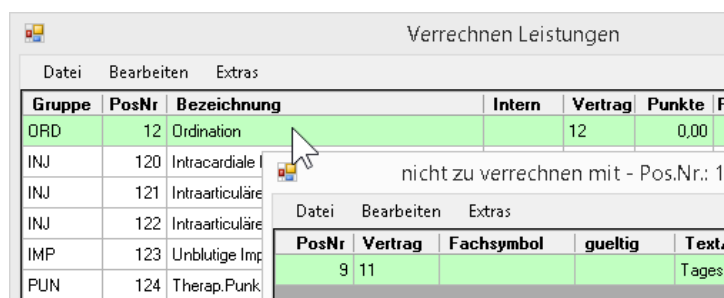 Verrechnen Leistungen
Datei Bearbeiten Extras
Gruppe PosNr Bezeichnung Intern Vertrag Punkte
ORD 12 Ordination 12 0,00
INJ 120 Intracardiale
INJ 121 Intraarticuläre
INJ 122 Intraarticuläre
IMP 123 Unblutige Imp
PUN 124 Therap.Punk
nicht zu verrechnen mit - Pos.Nr.: 1
Datei Bearbeiten Extras
PosNr Vertrag Fachsymbol gueltig Text
9 11 Tages